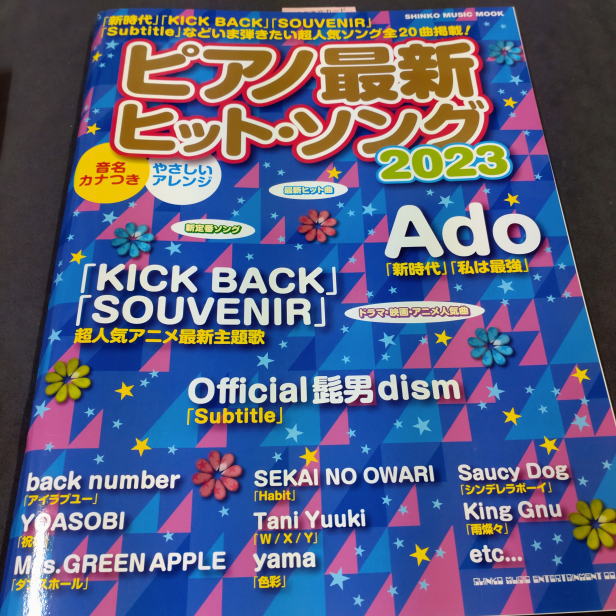 「新時代」「KICK BACK」「SOUVENIR」
SHINKO MUSIC MOOK
「Subtitle」などいま弾きたい超人気ソング全20曲掲載!
ピアノ最新
ヒット・ソング
2023
音名
カナつき
やさしい
アレンジ
最新ヒット曲
新定番ソング
Ado
「新時代」「私は最強」
「KICK BACK」
「SOUVENIR」
超人気アニメ最新主題歌
ドラマ・映画・アニメ人気曲
Official髭男dism
「Subtitle」
back number
「アイラブユー」
SEKAI NO OWARI
「Habit」
Saucy Dog
「シンデレラボーイ」
YOASOBI
Tani Yuuki
「W / X / Y」
King Gnu
「雨燦々」
Mrs. GREEN APPLE
「ダンスホール」
yama
「色彩」
etc...
SHINKO MUSIC ENTERTAINMENT CO